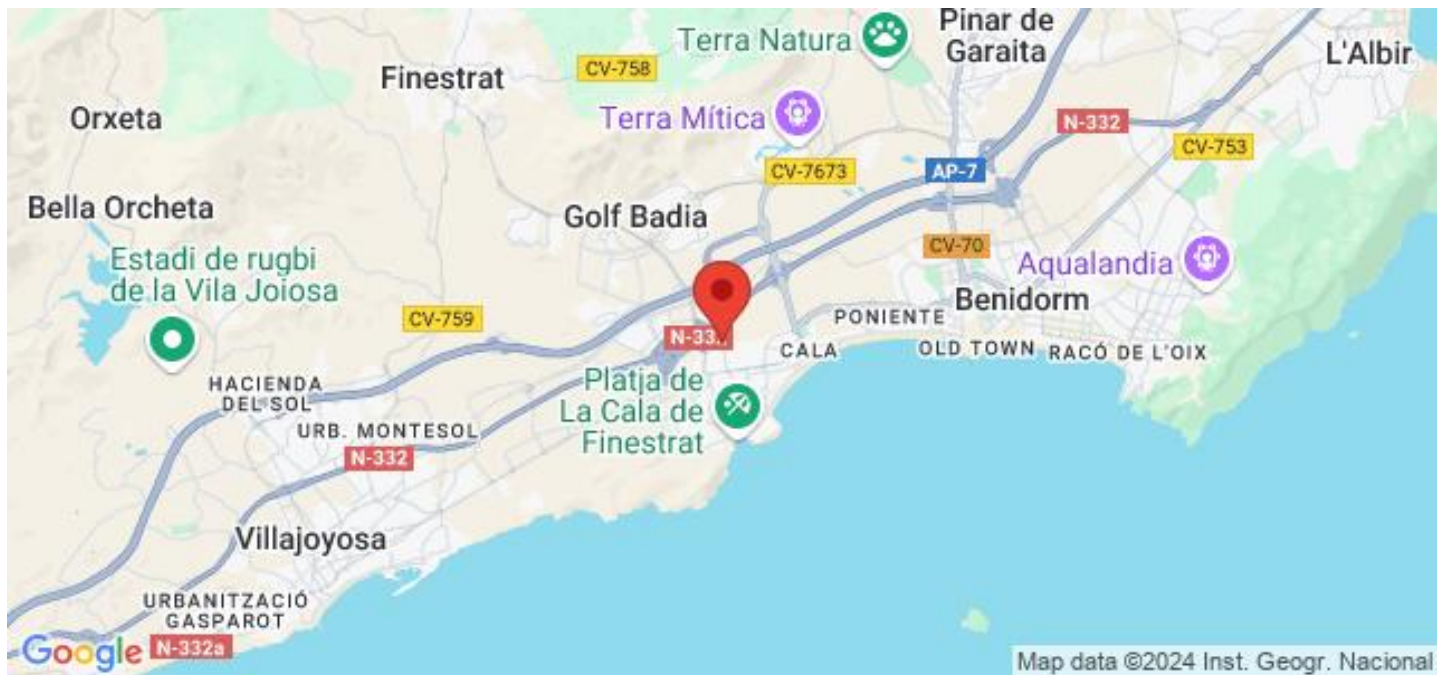 Pinar de
Garaita
Terra Natura
L'Albir
CV-758
Finestrat
Orxeta
Terra Mítica
N-332
CV-753
CV-7673
AP-7
Bella Orcheta
Golf Badia
CV-70
Estadi de rugbi
de la Vila Joiosa
Aqualandia
Benidorm
CV-759
PONIENTE
N-33
CALA
OLD TOWN
RACÓ DE L'OIX
HACIENDA
DEL SOL
Platja de
La Cala de
Finestrat
URB. MONTESOL
N-332
Villajoyosa
URBANITZACIÓ
GASPAROT
N-332a
Google
Map data ©2024 Inst. Geogr. Nacional